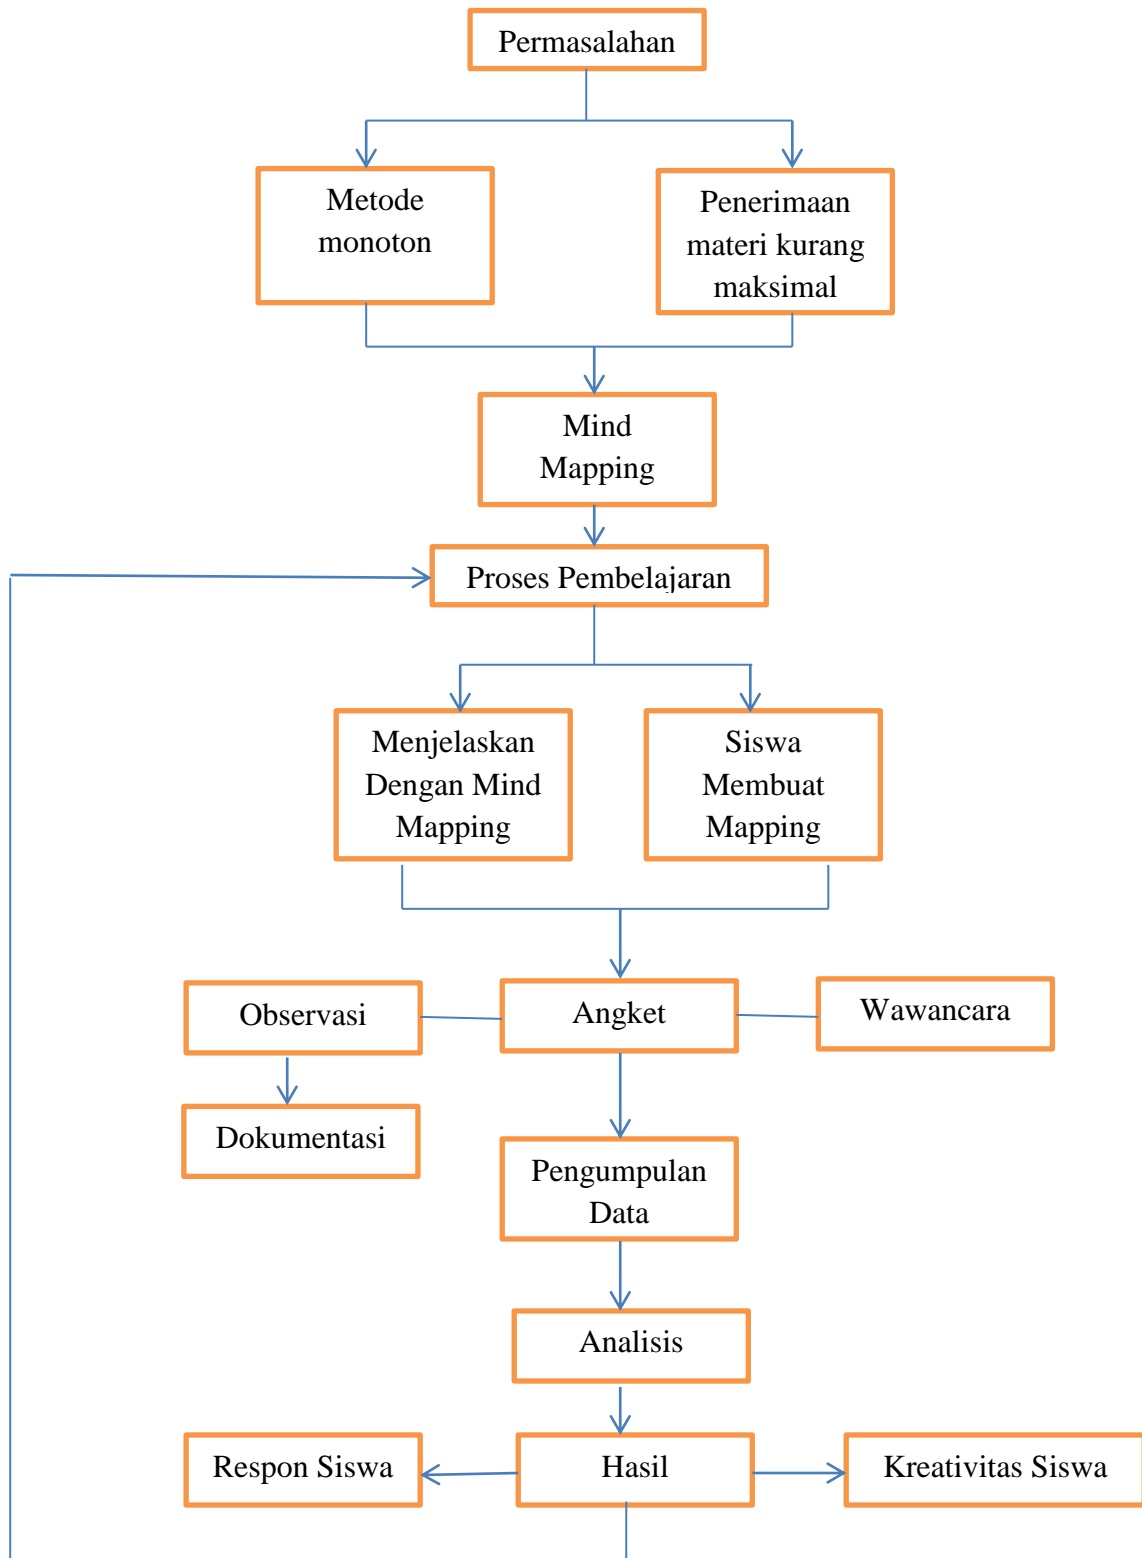 Permasalahan
Metode
monoton
Penerimaan
materi kurang
maksimal
Mind
Mapping
Proses Pembelajaran
Menjelaskan
Dengan Mind
Mapping
Siswa
Membuat
Mapping
Observasi
Angket
Wawancara
Dokumentasi
Pengumpulan
Data
Analisis
Respon Siswa
Hasil
Kreativitas Siswa